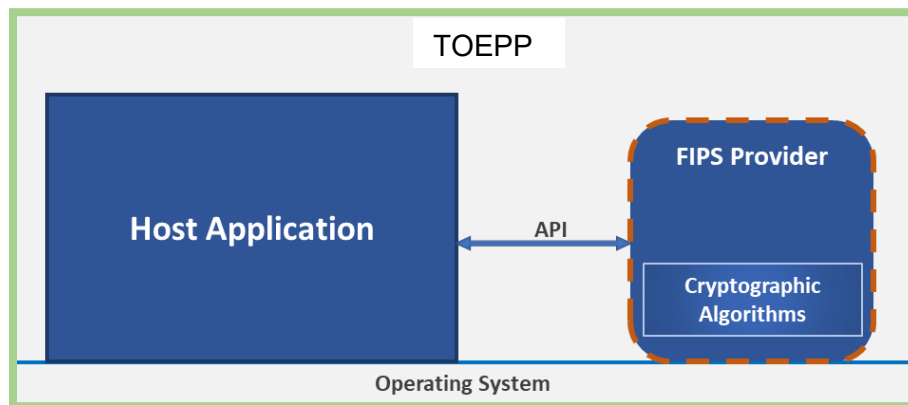 TOEPP
FIPS Provider
Host Application
API
Cryptographic
Algorithms
Operating System